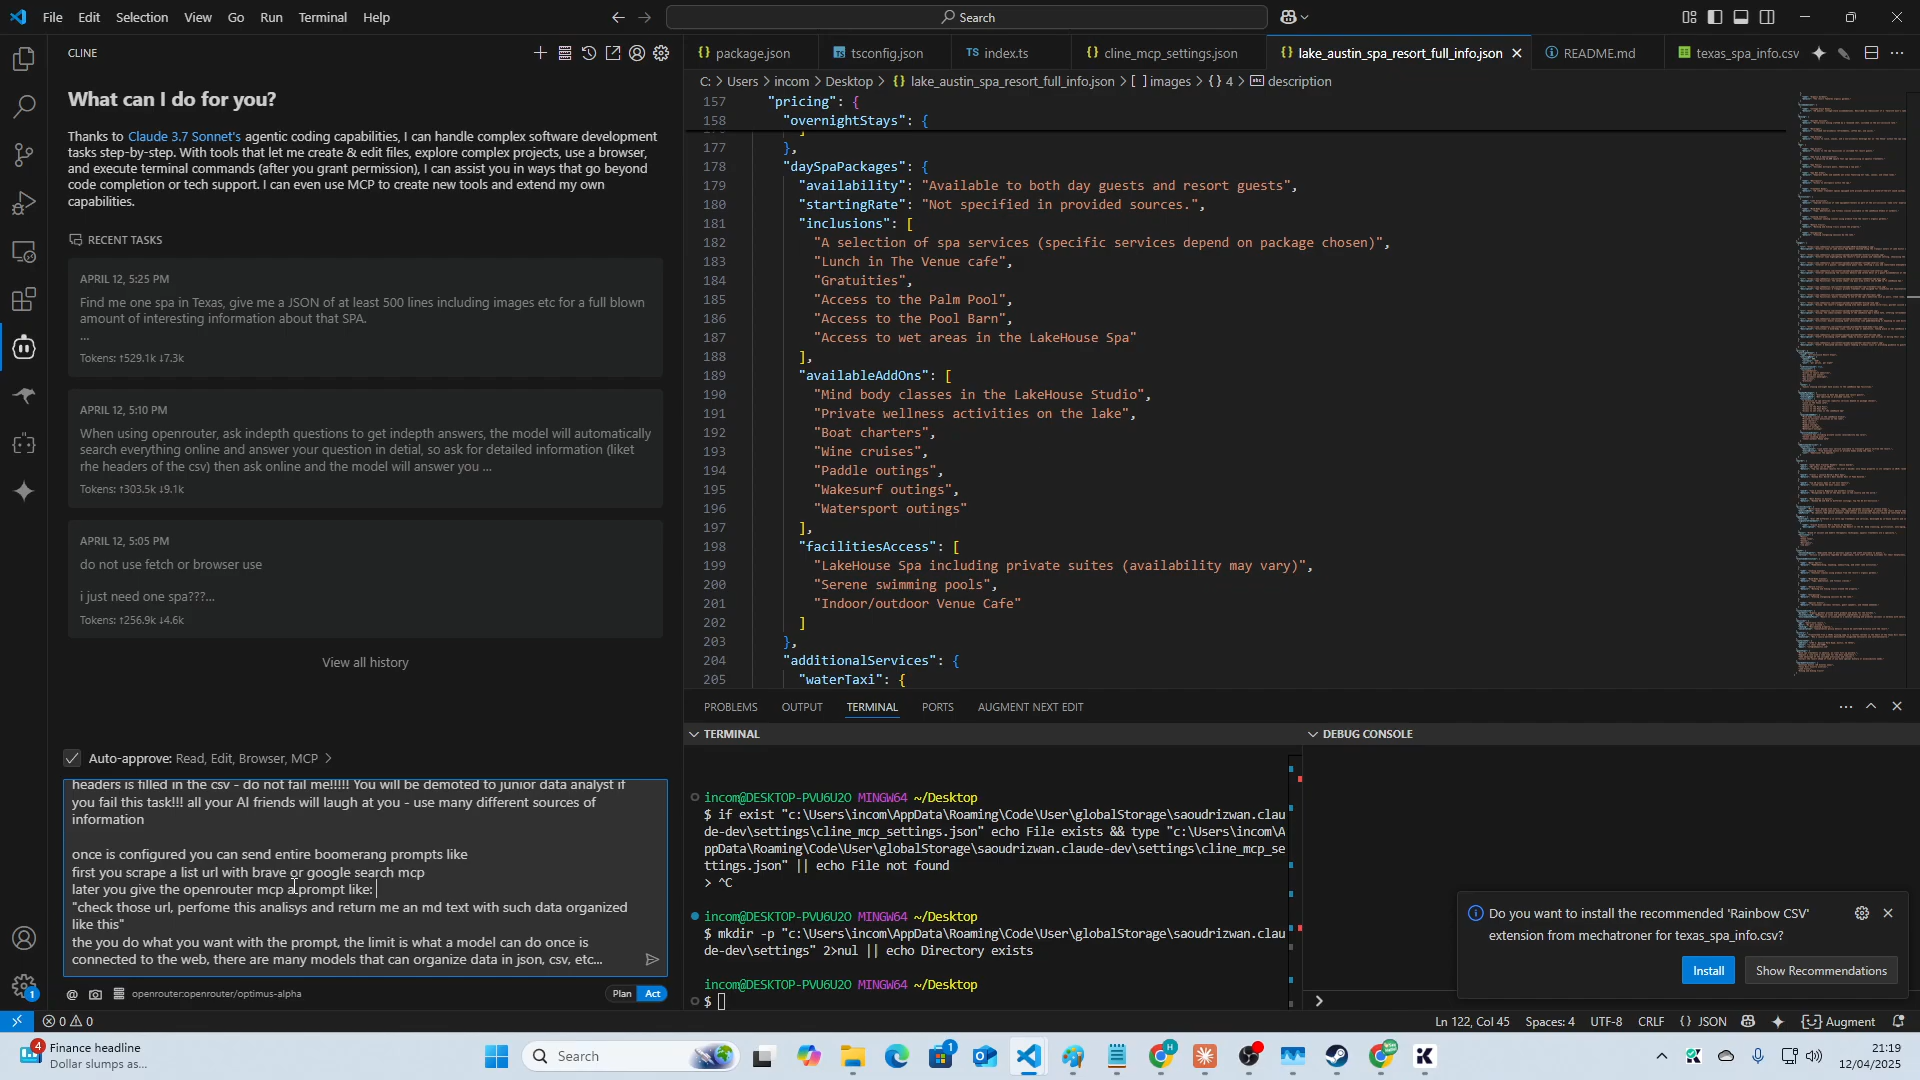 File Edit Selection View Go Run Terminal Help
Search
CLINE
What can I do for you?
Thanks to Claude 3.7 Sonnet's agentic coding capabilities, I can handle complex software development
tasks step-by-step. With tools that let me create & edit files, explore complex projects, use a browser,
and execute terminal commands (after you grant permission), I can assist you in ways that go beyond
code completion or tech support. I can even use MCP to create new tools and extend my own
capabilities.
RECENT TASKS
APRIL 12, 5:25 PM
Find me one spa in Texas, give me a JSON of at least 500 lines including images etc for a full blown
amount of interesting information about that SPA.
...
Tokens: ↑529.1k ↓7.3k
APRIL 12, 5:10 PM
When using openrouter, ask indepth questions to get indepth answers, the model will automatically
search everything online and answer your question in detial, so ask for detailed information (liket
rhe headers of the csv) then ask online and the model will answer you ...
Tokens: ↑303.5k ↓9.1k
APRIL 12, 5:05 PM
do not use fetch or browser use
i just need one spa???...
Tokens: ↑256.9k ↓4.6k
View all history
Auto-approve: Read, Edit, Browser, MCP >
headers is filled in the csv - do not fail me!!!!! You will be demoted to junior data analyst if
you fail this task!!! all your AI friends will laugh at you - use many different sources of
information
once is configured you can send entire boomerang prompts like
first you scrape a list url with brave or google search mcp
later you give the openrouter mcp a prompt like:
"check those url, perfome this analisys and return me an md text with such data organized
like this"
the you do what you want with the prompt, the limit is what a model can do once is
connected to the web, there are many models that can organize data in json, csv, etc...
@ openrouter:openrouter/optimus-alpha Plan Act
package.json tsconfig.json TS index.ts cline_mcp_settings.json lake_austin_spa_resort_full_info.json README.md texas_spa_info.csv
C: > Users > incom > Desktop > {} lake_austin_spa_resort_full_info.json > [ ] images > {} 4 > description
157 "pricing": {
158 "overnightStays": {
177 },
178 "daySpaPackages": {
179 "availability": "Available to both day guests and resort guests",
180 "startingRate": "Not specified in provided sources.",
181 "inclusions": [
182 "A selection of spa services (specific services depend on package chosen)",
183 "Lunch in The Venue cafe",
184 "Gratuities",
185 "Access to the Palm Pool",
186 "Access to the Pool Barn",
187 "Access to wet areas in the LakeHouse Spa"
188 ],
189 "availableAddOns": [
190 "Mind body classes in the LakeHouse Studio",
191 "Private wellness activities on the lake",
192 "Boat charters",
193 "Wine cruises",
194 "Paddle outings",
195 "Wakesurf outings",
196 "Watersport outings"
197 ],
198 "facilitiesAccess": [
199 "LakeHouse Spa including private suites (availability may vary)",
200 "Serene swimming pools",
201 "Indoor/outdoor Venue Cafe"
202 ]
203 },
204 "additionalServices": {
205 "waterTaxi": {
PROBLEMS OUTPUT TERMINAL PORTS AUGMENT NEXT EDIT
TERMINAL
incom@DESKTOP-PVU6U2O MINGW64 ~/Desktop
$ if exist "c:\Users\incom\AppData\Roaming\Code\User\globalStorage\saoudrizwan.clau
de-dev\settings\cline_mcp_settings.json" echo File exists && type "c:\Users\incom\A
ppData\Roaming\Code\User\globalStorage\saoudrizwan.claude-dev\settings\cline_mcp_se
ttings.json" || echo File not found
> ^C
incom@DESKTOP-PVU6U2O MINGW64 ~/Desktop
$ mkdir -p "c:\Users\incom\AppData\Roaming\Code\User\globalStorage\saoudrizwan.clau
de-dev\settings" 2>nul || echo Directory exists
incom@DESKTOP-PVU6U2O MINGW64 ~/Desktop
$
DEBUG CONSOLE
Do you want to install the recommended 'Rainbow CSV'
extension from mechatroner for texas_spa_info.csv?
Install Show Recommendations
0 0 Ln 122, Col 45 Spaces: 4 UTF-8 CRLF {} JSON Augment
4 Finance headline
Dollar slumps as...
Search
21:19
12/04/2025